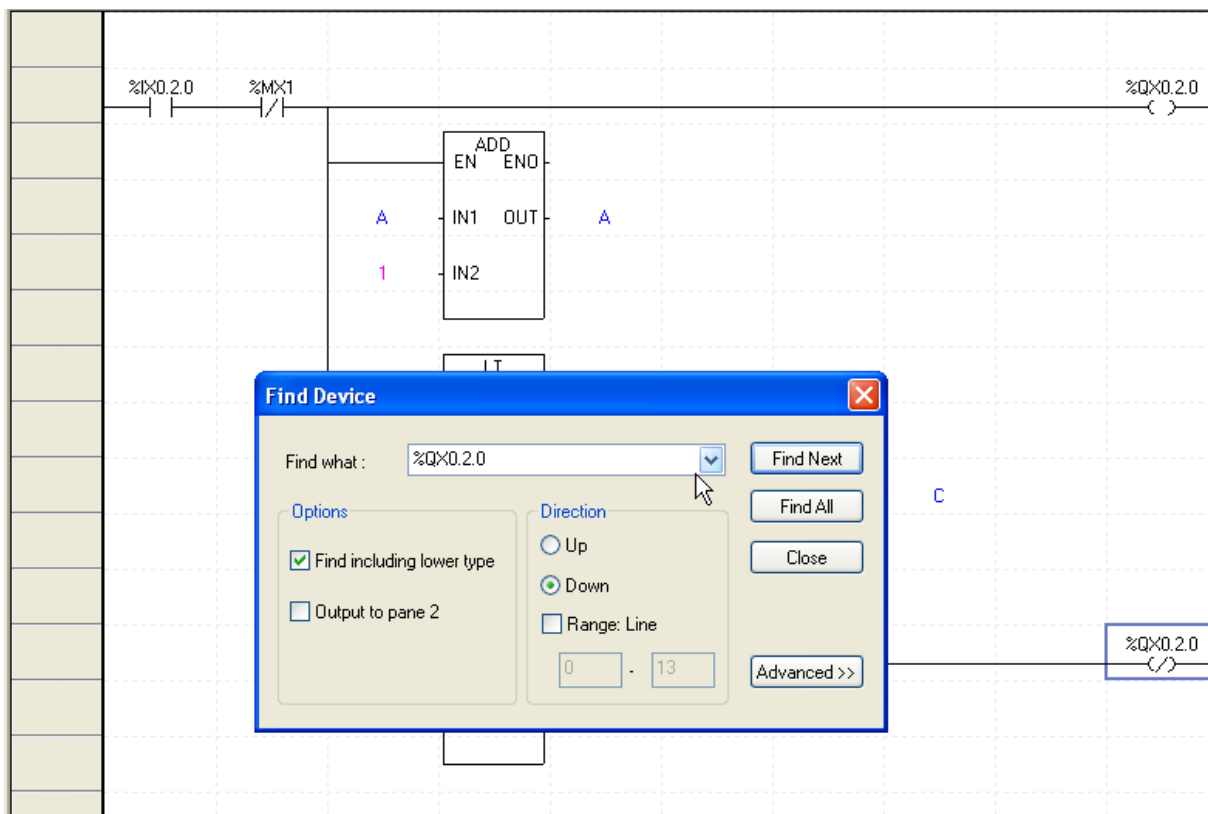 %IX0.2.0 %MX1 %QX0.2.0
ADD
EN ENO
A IN1 OUT A
1 IN2
LT
Find Device
Find what : %QX0.2.0 Find Next
Options Direction Find All C
Up
Find including lower type Close
Down
Output to pane 2 Range: Line
%QX0.2.0
0 - 13 Advanced >>